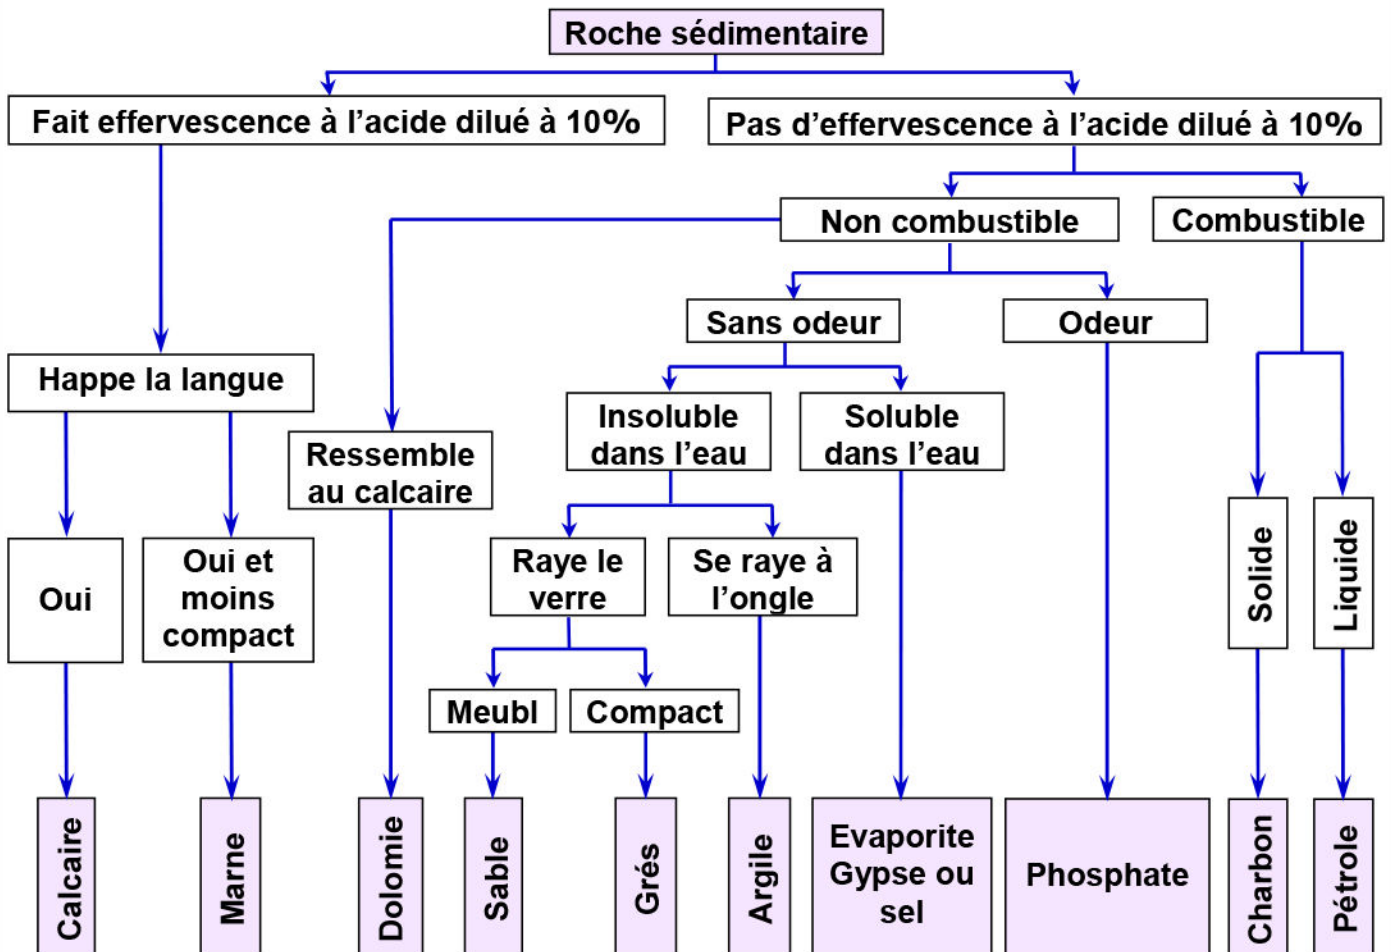 Roche sédimentaire
Fait effervescence à l’acide dilué à 10%
Pas d’effervescence à l’acide dilué à 10%
Non combustible
Combustible
Sans odeur
Odeur
Happe la langue
Ressemble
au calcaire
Insoluble
dans l’eau
Soluble
dans l’eau
Oui
Oui et
moins
compact
Raye le
verre
Se raye à
l’ongle
Solide
Liquide
Meubl
Compact
Calcaire
Marne
Dolomie
Sable
Grés
Argile
Evaporite
Gypse ou
sel
Phosphate
Charbon
Pétrole